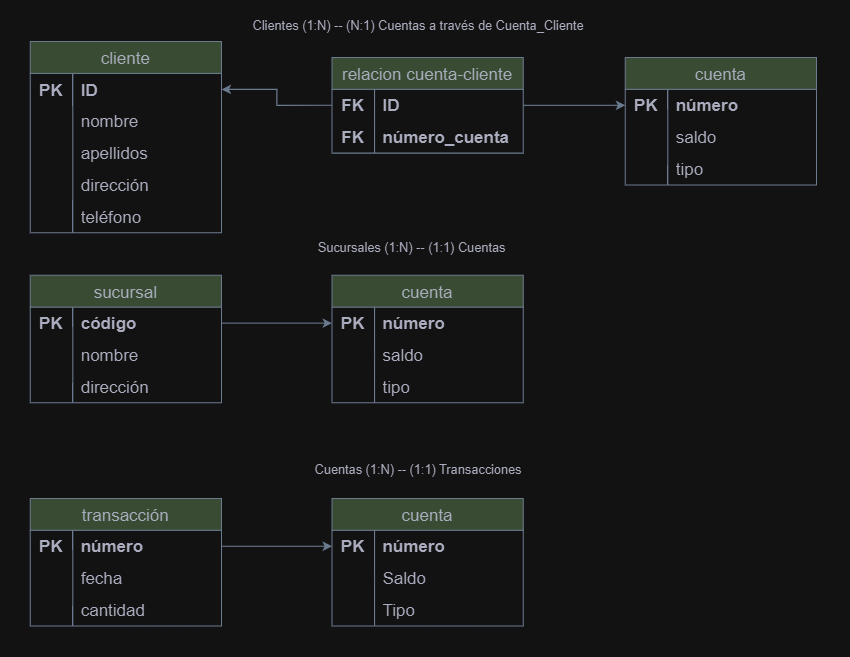 Clientes (1:N) -- (N:1) Cuentas a través de Cuenta_Cliente
cliente
PK ID
nombre
apellidos
dirección
teléfono
relacion cuenta-cliente
FK ID
FK número_cuenta
cuenta
PK número
saldo
tipo
Sucursales (1:N) -- (1:1) Cuentas
sucursal
PK código
nombre
dirección
cuenta
PK número
saldo
tipo
Cuentas (1:N) -- (1:1) Transacciones
transacción
PK número
fecha
cantidad
cuenta
PK número
Saldo
Tipo